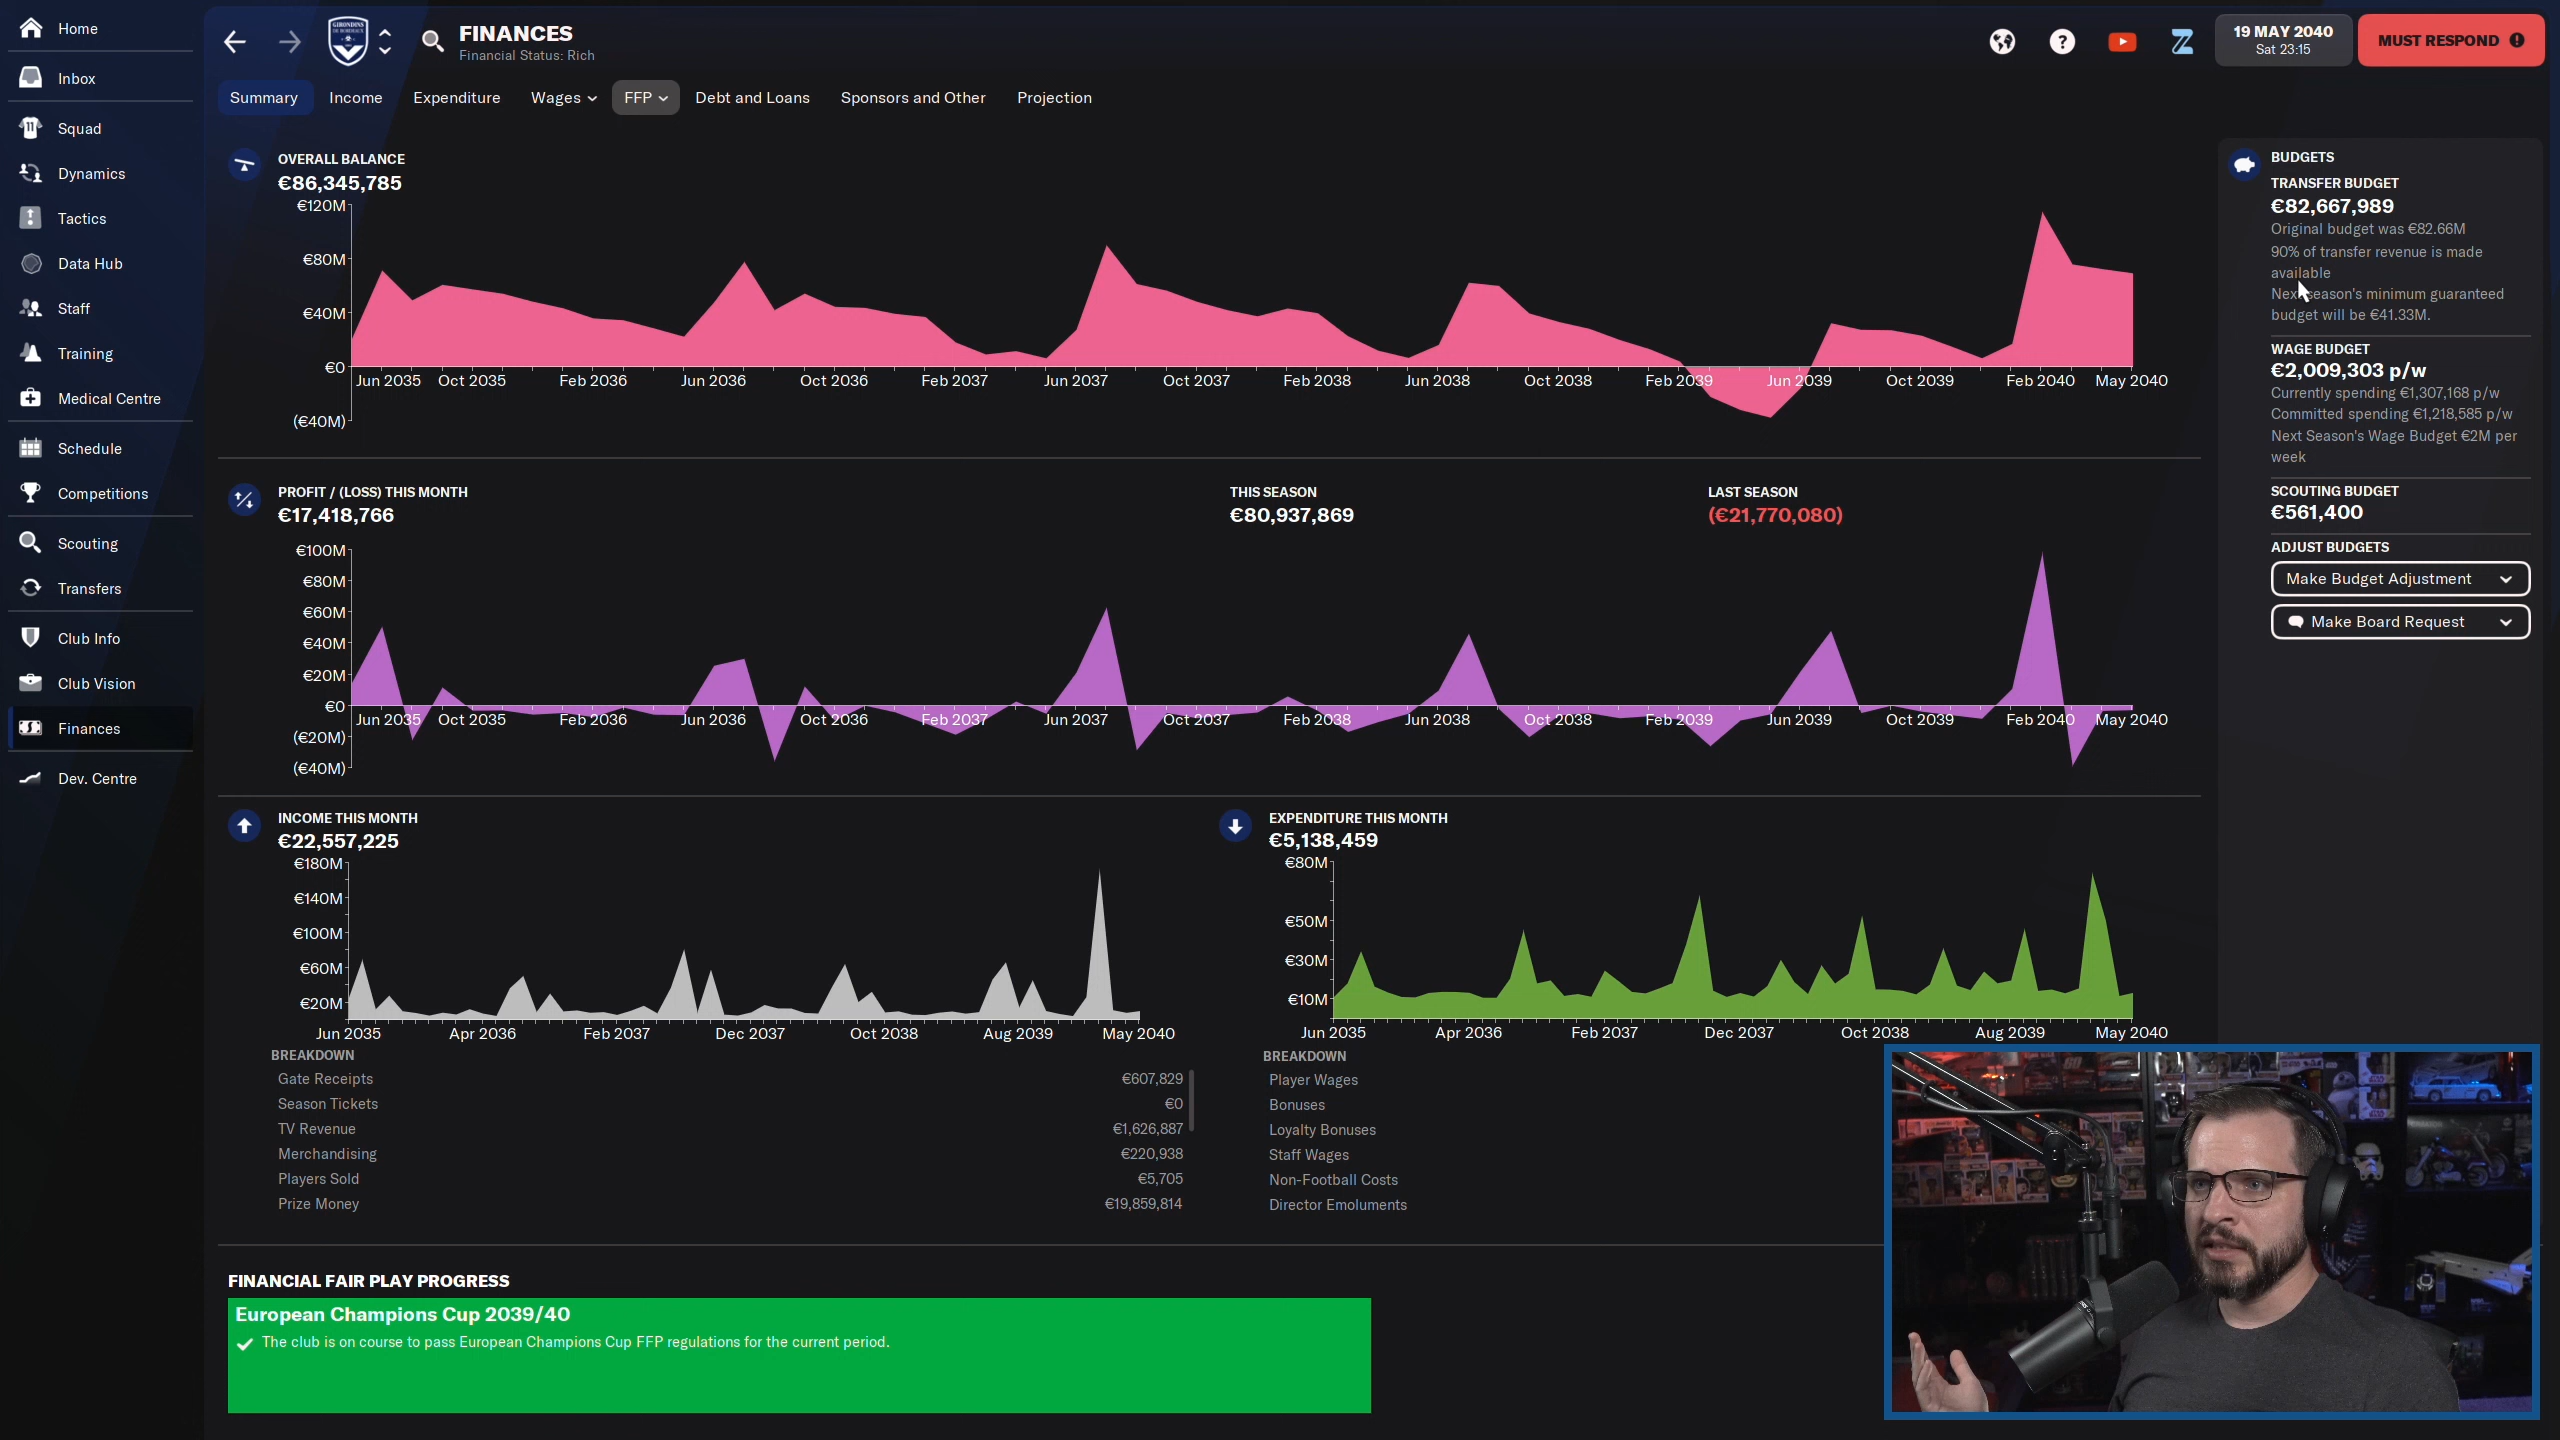 Home
Inbox
Squad
Dynamics
Tactics
Data Hub
Staff
Training
Medical Centre
Schedule
Competitions
Scouting
Transfers
Club Info
Club Vision
Finances
Dev. Centre
GIRONDINS
FINANCES
Financial Status: Rich
19 MAY 2040
Sat 23:15
MUST RESPOND
Summary
Income
Expenditure
Wages
FFP
Debt and Loans
Sponsors and Other
Projection
OVERALL BALANCE
€86,345,785
€120M
€80M
€40M
€0
(€40M)
Jun 2035 Oct 2035 Feb 2036 Jun 2036 Oct 2036 Feb 2037 Jun 2037 Oct 2037 Feb 2038 Jun 2038 Oct 2038 Feb 2039 Jun 2039 Oct 2039 Feb 2040 May 2040
PROFIT / (LOSS) THIS MONTH
€17,418,766
THIS SEASON
€80,937,869
LAST SEASON
(€21,770,080)
€100M
€80M
€60M
€40M
€20M
€0
(€20M)
(€40M)
Jun 2035 Oct 2035 Feb 2036 Jun 2036 Oct 2036 Feb 2037 Jun 2037 Oct 2037 Feb 2038 Jun 2038 Oct 2038 Feb 2039 Jun 2039 Oct 2039 Feb 2040 May 2040
INCOME THIS MONTH
€22,557,225
€180M
€140M
€100M
€60M
€20M
Jun 2035 Apr 2036 Feb 2037 Dec 2037 Oct 2038 Aug 2039 May 2040
BREAKDOWN
Gate Receipts €607,829
Season Tickets €0
TV Revenue €1,626,887
Merchandising €220,938
Players Sold €5,705
Prize Money €19,859,814
EXPENDITURE THIS MONTH
€5,138,459
€80M
€50M
€30M
€10M
Jun 2035 Apr 2036 Feb 2037 Dec 2037 Oct 2038 Aug 2039 May 2040
BREAKDOWN
Player Wages
Bonuses
Loyalty Bonuses
Staff Wages
Non-Football Costs
Director Emoluments
FINANCIAL FAIR PLAY PROGRESS
European Champions Cup 2039/40
The club is on course to pass European Champions Cup FFP regulations for the current period.
BUDGETS
TRANSFER BUDGET
€82,667,989
Original budget was €82.66M
90% of transfer revenue is made
available
Next season's minimum guaranteed
budget will be €41.33M.
WAGE BUDGET
€2,009,303 p/w
Currently spending €1,307,168 p/w
Committed spending €1,218,585 p/w
Next Season's Wage Budget €2M per
week
SCOUTING BUDGET
€561,400
ADJUST BUDGETS
Make Budget Adjustment
Make Board Request